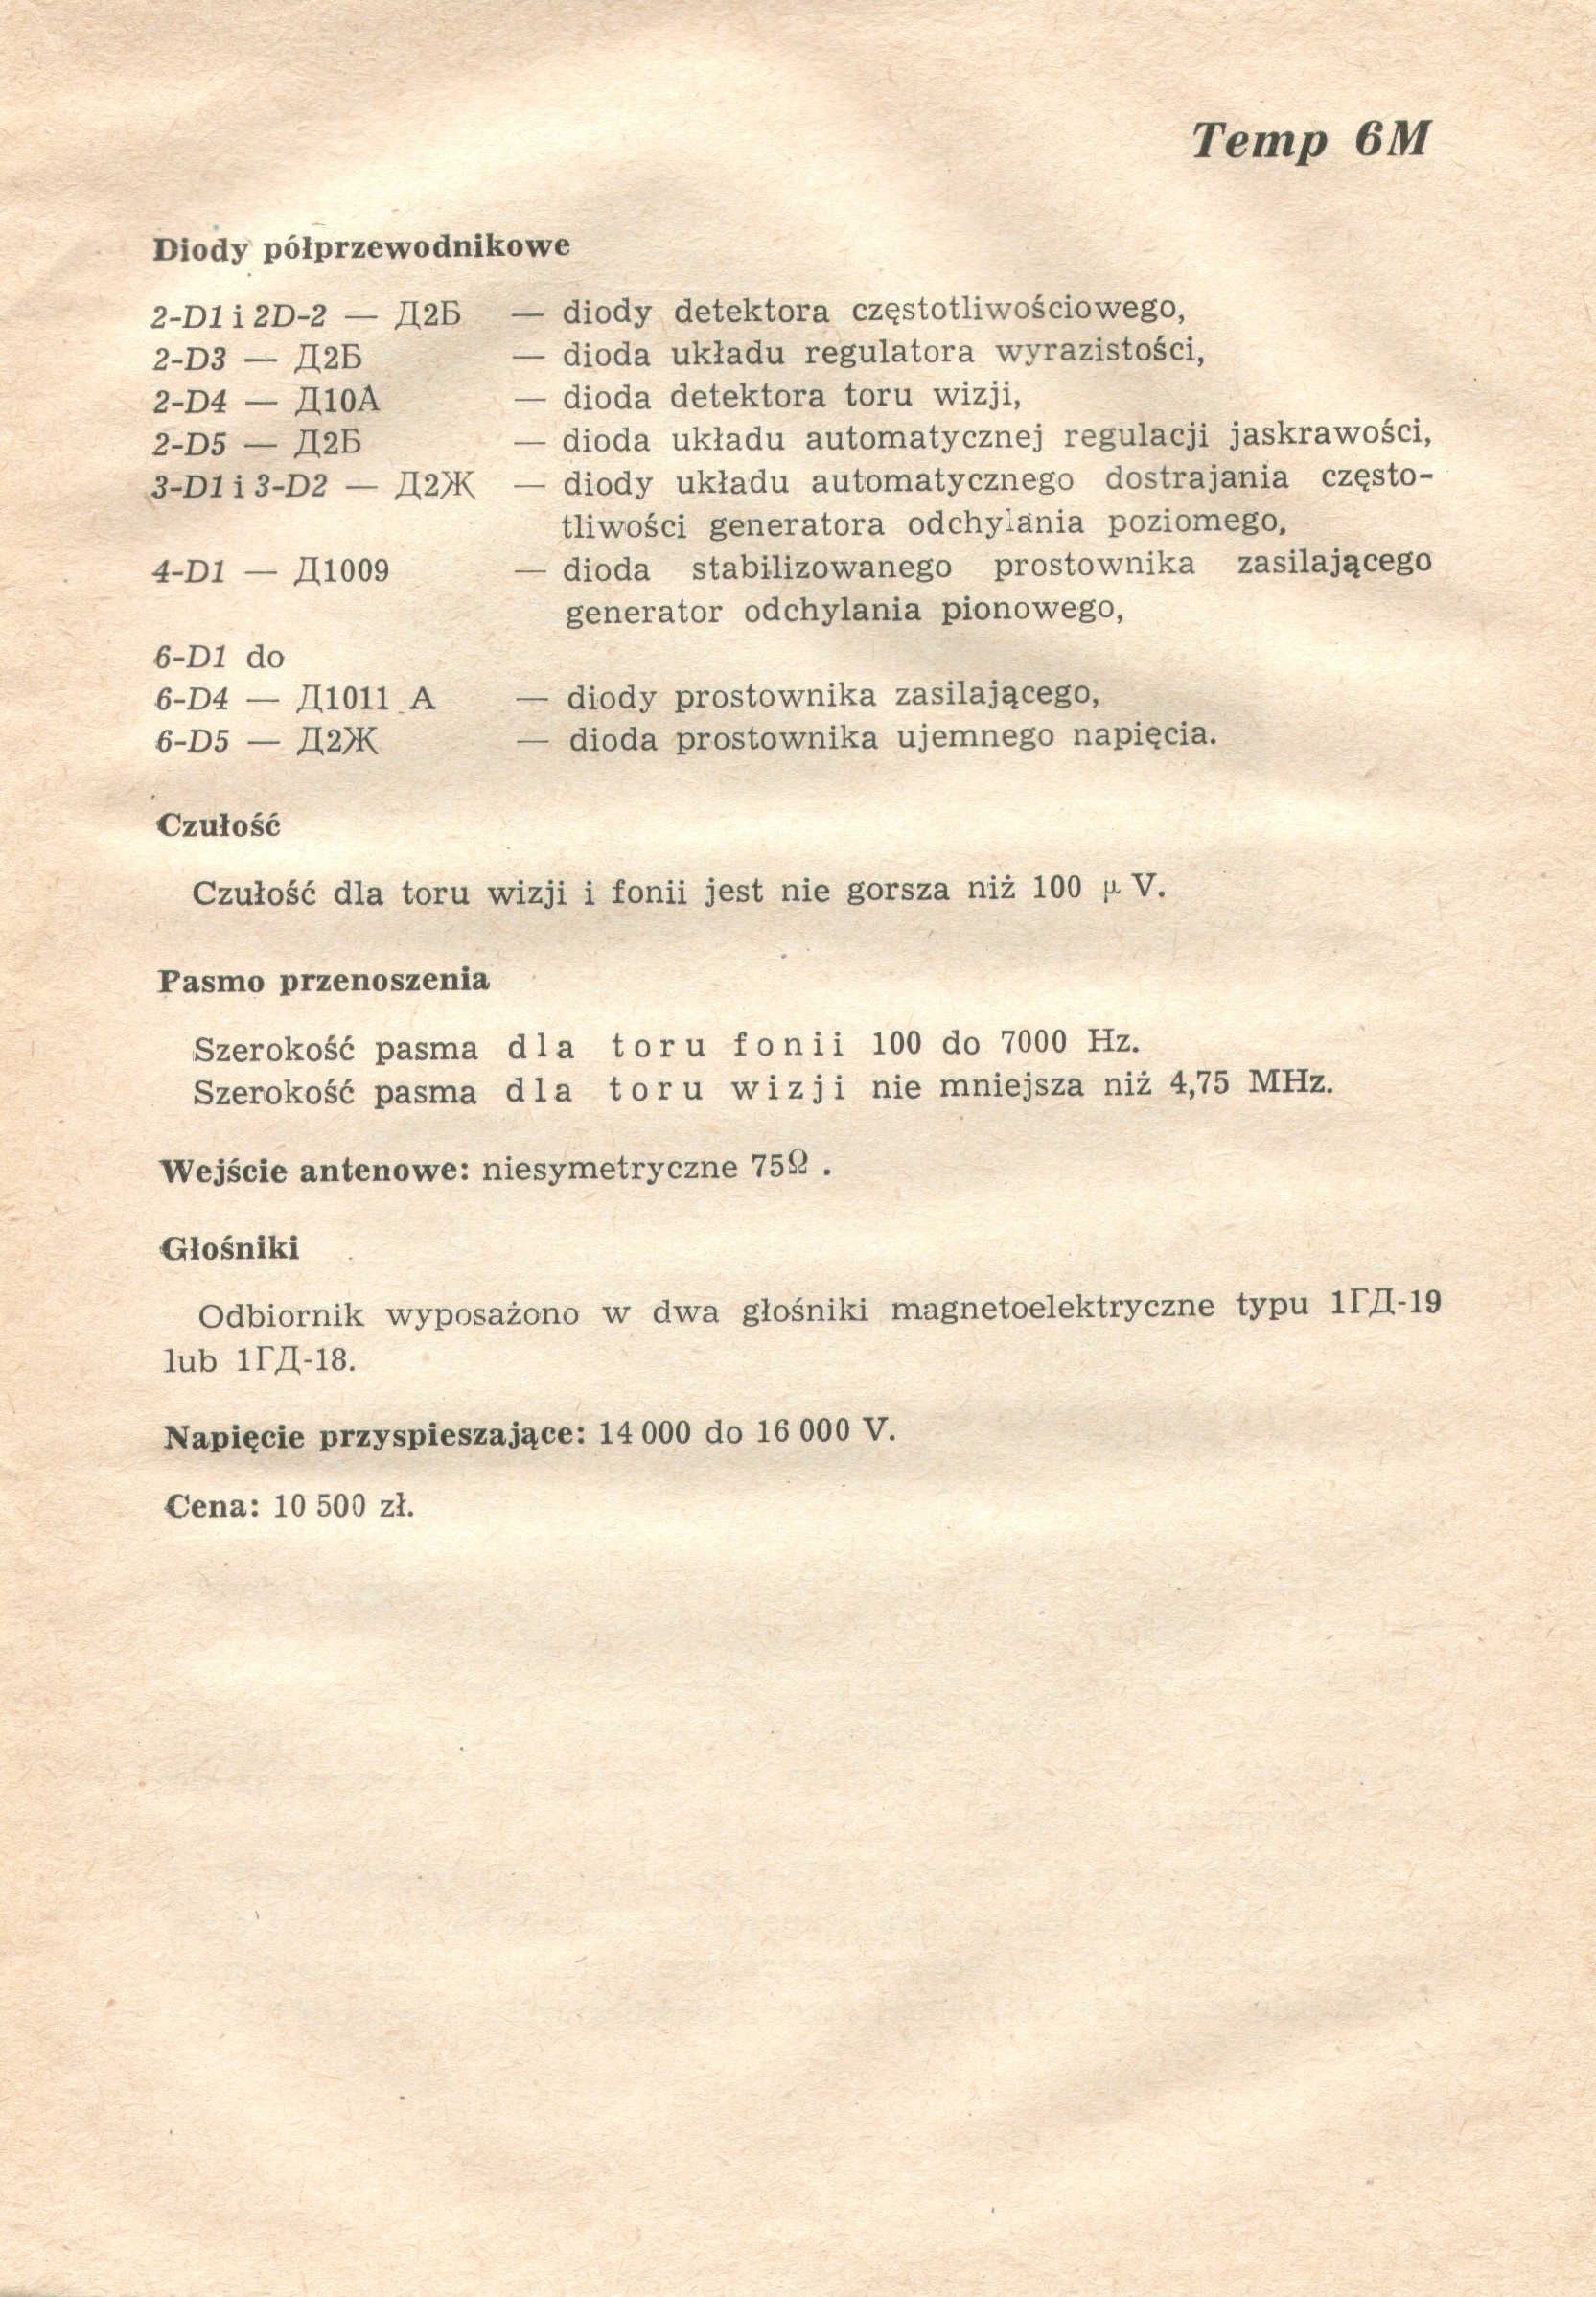 Temp 6M
Diody półprzewodnikowe
2-D1 i 2D-2 — Д2Б — diody detektora częstotliwościowego,
2-D3 — Д2Б — dioda układu regulatora wyrazistości,
2-D4 — Д10А — dioda detektora toru wizji,
2-D5 — Д2Б — dioda układu automatycznej regulacji jaskrawości,
3-D1 i 3-D2 — Д2Ж — diody układu automatycznego dostrajania często-
tliwości generatora odchylania poziomego,
4-D1 — Д1009 — dioda stabilizowanego prostownika zasilającego
generator odchylania pionowego,
6-D1 do
6-D4 — Д1011 А — diody prostownika zasilającego,
6-D5 — Д2Ж — dioda prostownika ujemnego napięcia.
Czułość
Czułość dla toru wizji i fonii jest nie gorsza niż 100 μ V.
Pasmo przenoszenia
Szerokość pasma dla toru fonii 100 do 7000 Hz.
Szerokość pasma dla toru wizji nie mniejsza niż 4,75 MHz.
Wejście antenowe: niesymetryczne 75Ω .
Głośniki
Odbiornik wyposażono w dwa głośniki magnetoelektryczne typu 1ГД-19
lub 1ГД-18.
Napięcie przyspieszające: 14 000 do 16 000 V.
Cena: 10 500 zł.